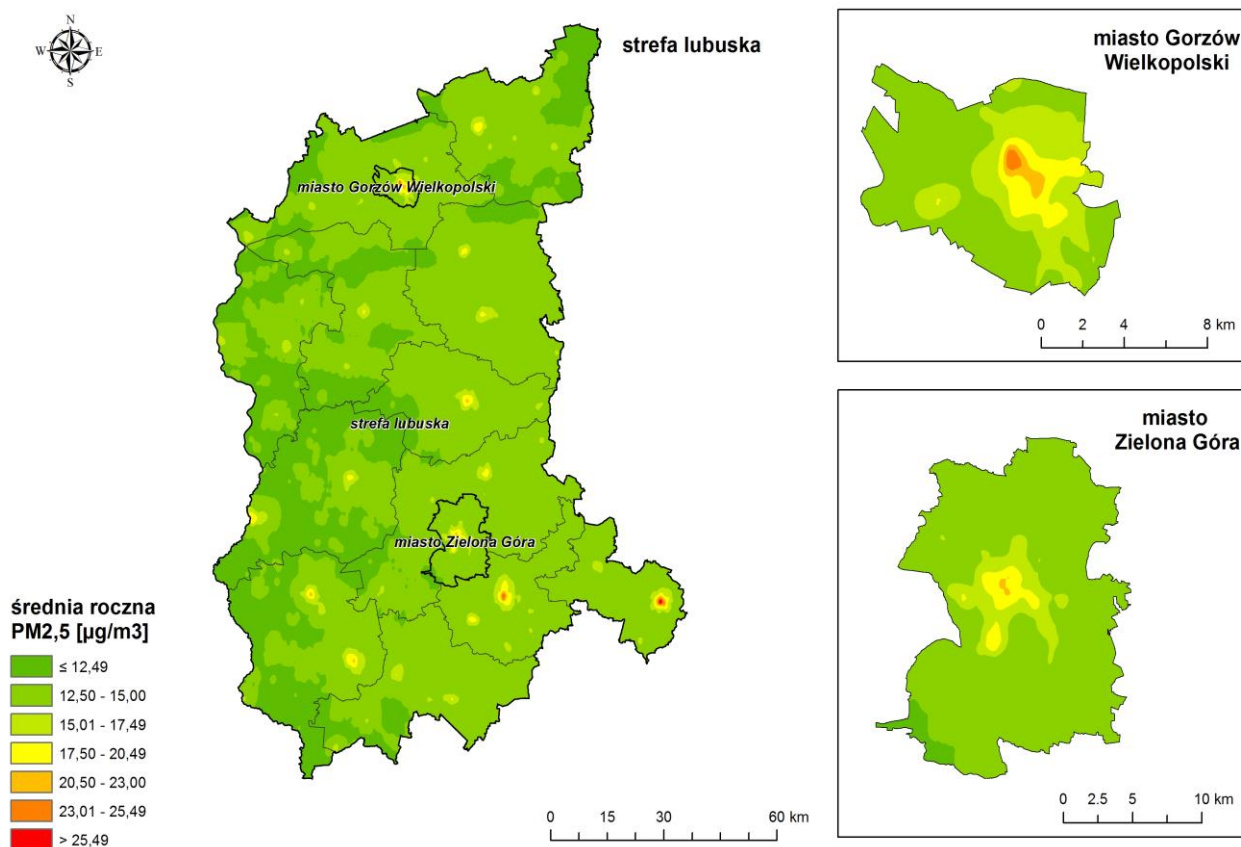 N
W E
S
strefa lubuska
miasto Gorzów Wielkopolski
strefa lubuska
miasto Zielona Góra
średnia roczna
PM2,5 [µg/m3]
≤ 12,49
12,50 - 15,00
15,01 - 17,49
17,50 - 20,49
20,50 - 23,00
23,01 - 25,49
> 25,49
0 15 30 60 km
miasto Gorzów
Wielkopolski
0 2 4 8 km
miasto
Zielona Góra
0 2.5 5 10 km